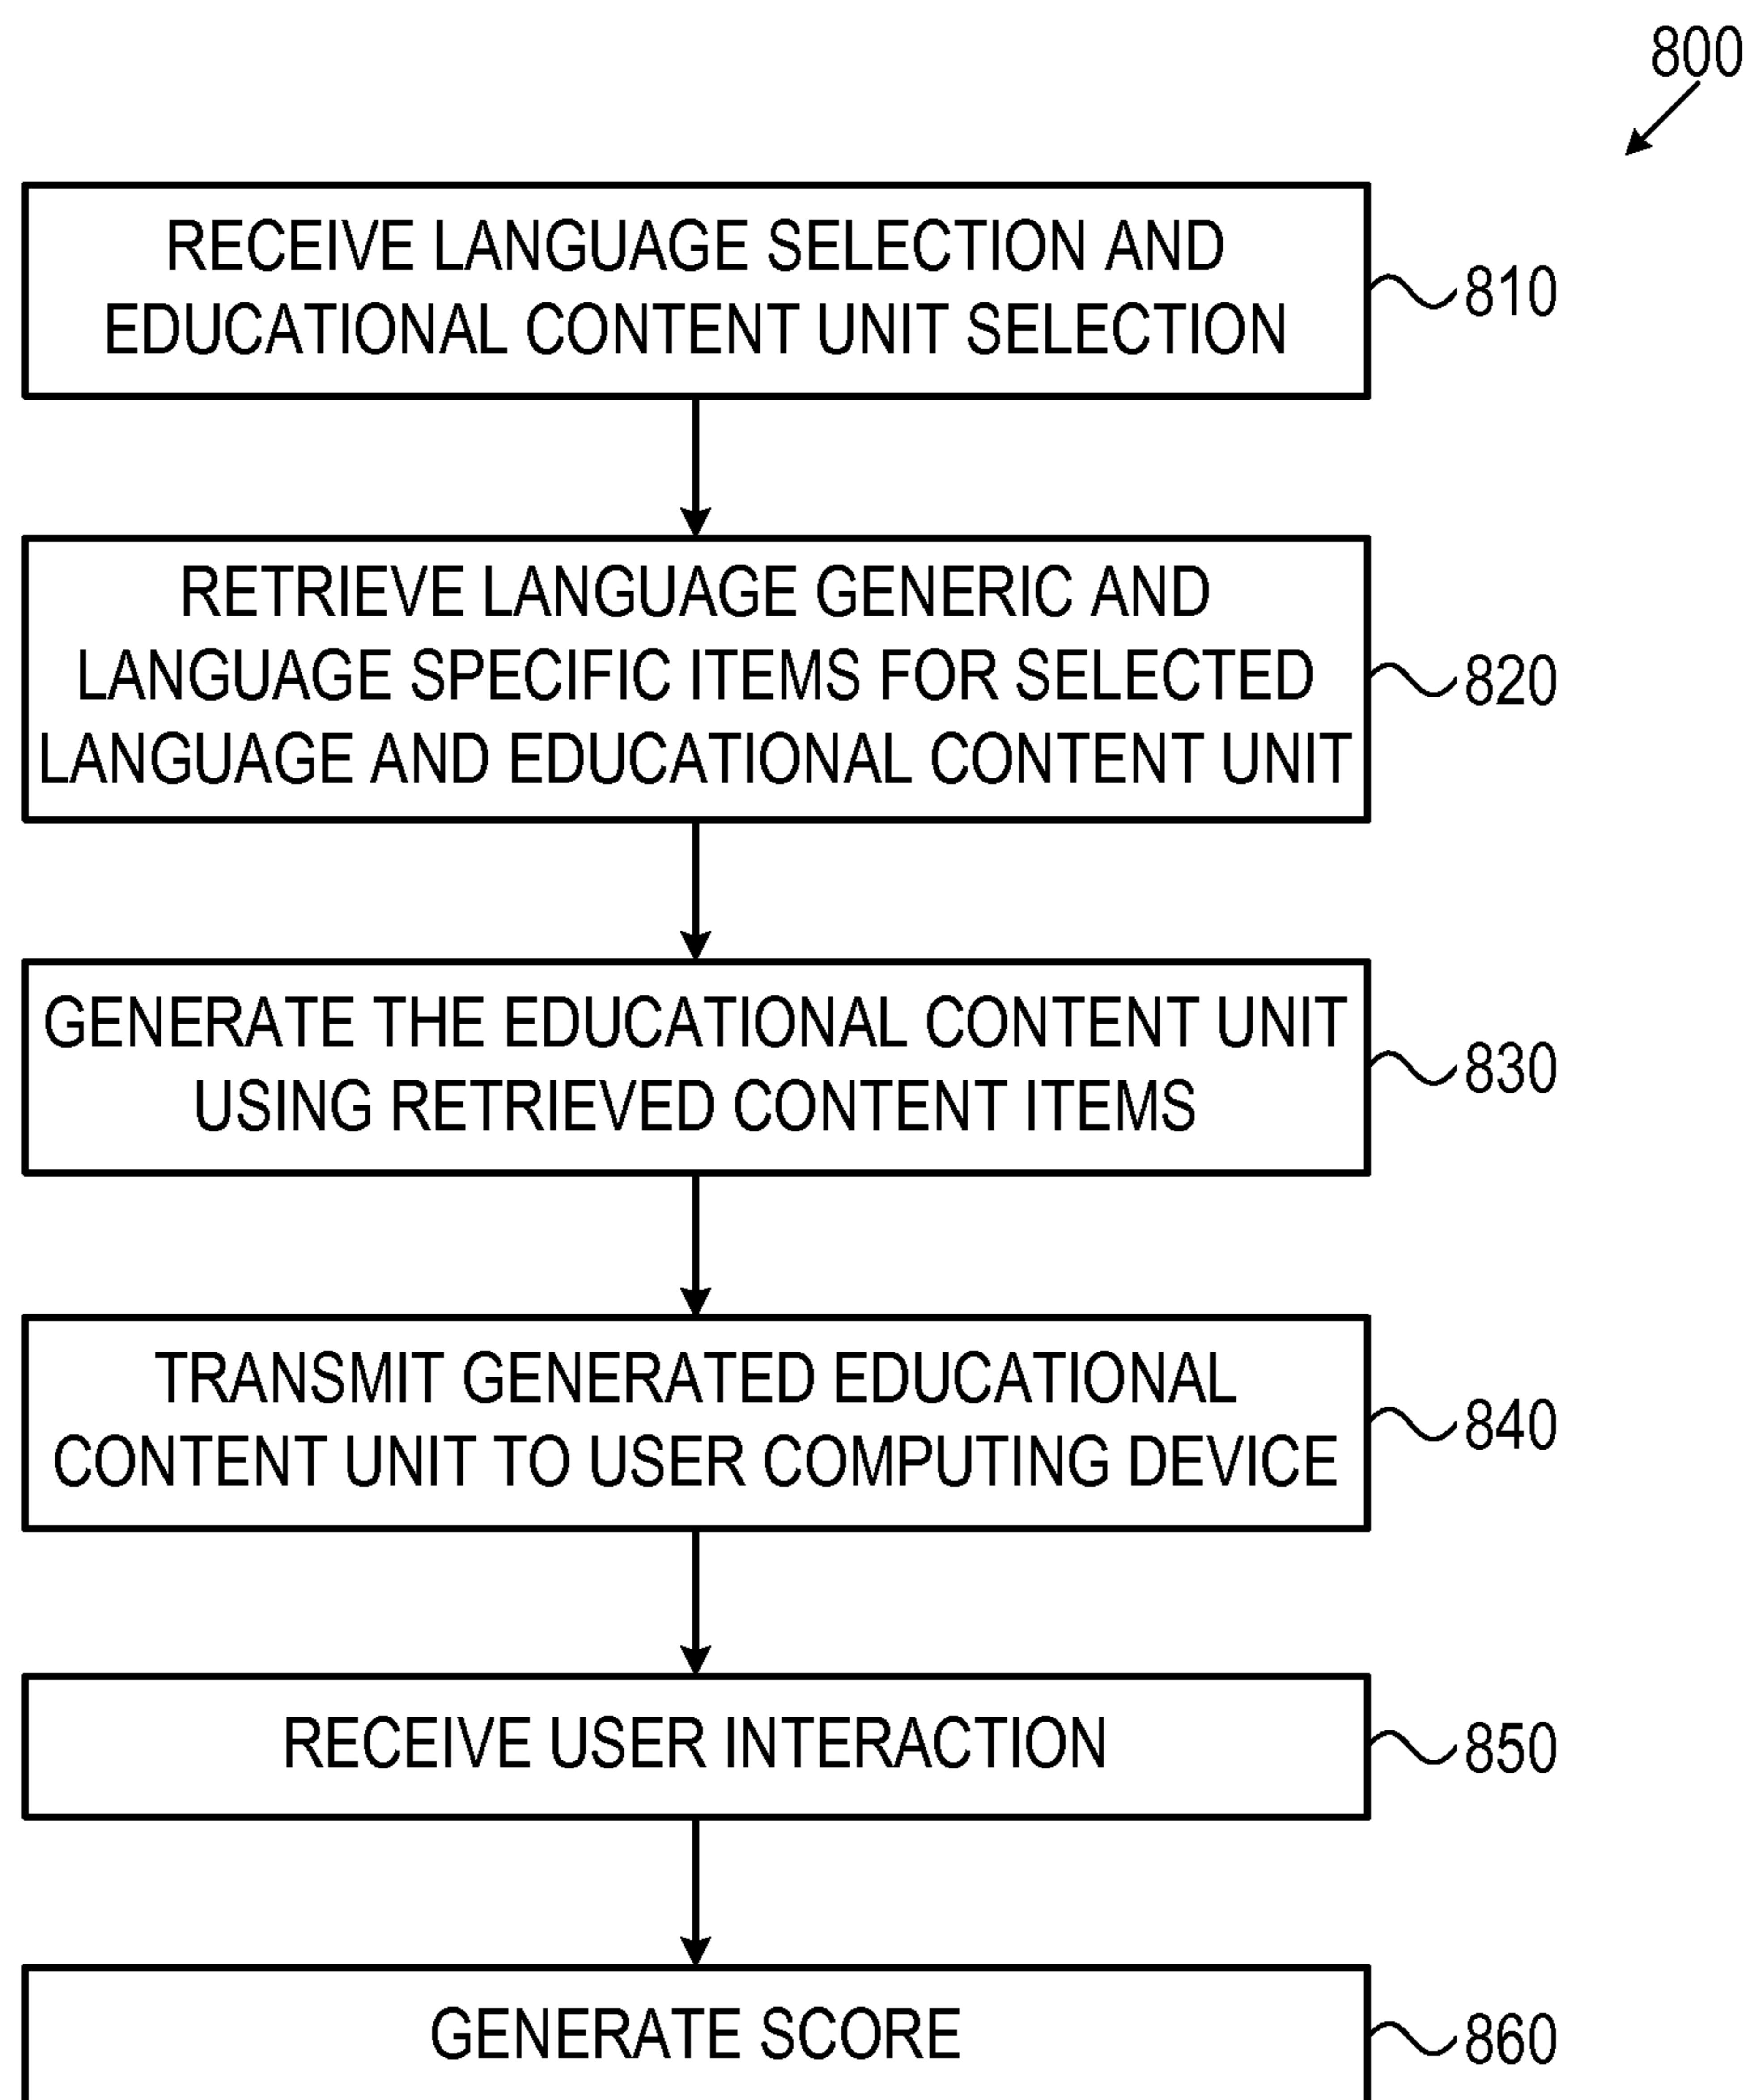 800
RECEIVE LANGUAGE SELECTION AND
EDUCATIONAL CONTENT UNIT SELECTION
810
RETRIEVE LANGUAGE GENERIC AND
LANGUAGE SPECIFIC ITEMS FOR SELECTED
LANGUAGE AND EDUCATIONAL CONTENT UNIT
820
GENERATE THE EDUCATIONAL CONTENT UNIT
USING RETRIEVED CONTENT ITEMS
830
TRANSMIT GENERATED EDUCATIONAL
CONTENT UNIT TO USER COMPUTING DEVICE
840
RECEIVE USER INTERACTION
850
GENERATE SCORE
860